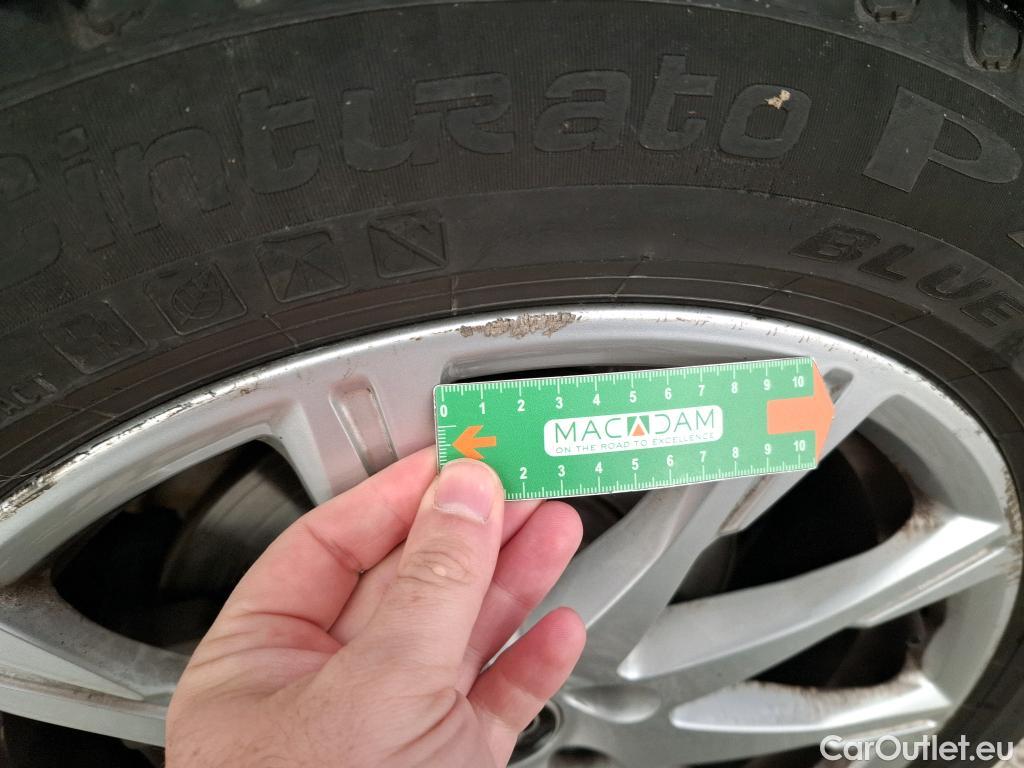 Cinturato P
BLUE
0 1 2 3 4 5 6 7 8 9 10
MACADAM
ON THE ROAD TO EXCELLENCE
2 3 4 5 6 7 8 9 10
CarOutlet.eu